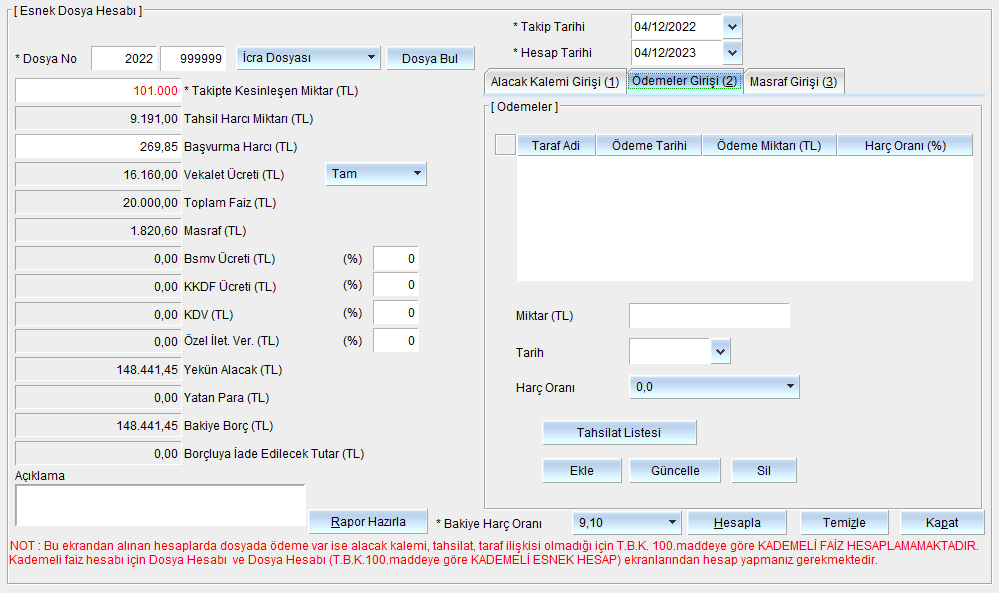 [ Esnek Dosya Hesabı ]
* Takip Tarihi 04/12/2022
* Dosya No 2022 999999 İcra Dosyası Dosya Bul
* Hesap Tarihi 04/12/2023
Alacak Kalemi Girişi (1) Ödemeler Girişi (2) Masraf Girişi (3)
101.000 * Takipte Kesinleşen Miktar (TL)
9.191,00 Tahsil Harcı Miktarı (TL)
269,85 Başvurma Harcı (TL)
16.160,00 Vekalet Ücreti (TL) Tam
20.000,00 Toplam Faiz (TL)
1.820,60 Masraf (TL)
0,00 Bsmv Ücreti (TL) (%) 0
0,00 KKDF Ücreti (TL) (%) 0
0,00 KDV (TL) (%) 0
0,00 Özel İlet. Ver. (TL) (%) 0
148.441,45 Yekün Alacak (TL)
0,00 Yatan Para (TL)
148.441,45 Bakiye Borç (TL)
0,00 Borçluya İade Edilecek Tutar (TL)
Açıklama
Rapor Hazırla
[ Odemeler ]
Taraf Adi Ödeme Tarihi Ödeme Miktarı (TL) Harç Oranı (%)
Miktar (TL)
Tarih
Harç Oranı 0,0
Tahsilat Listesi
Ekle Güncelle Sil
* Bakiye Harç Oranı 9,10 Hesapla Temizle Kapat
NOT : Bu ekrandan alınan hesaplarda dosyada ödeme var ise alacak kalemi, tahsilat, taraf ilişkisi olmadığı için T.B.K. 100.maddeye göre KADEMELİ FAİZ HESAPLAMAMAKTADIR.
Kademeli faiz hesabı için Dosya Hesabı ve Dosya Hesabı (T.B.K.100.maddeye göre KADEMELİ ESNEK HESAP) ekranlarından hesap yapmanız gerekmektedir.